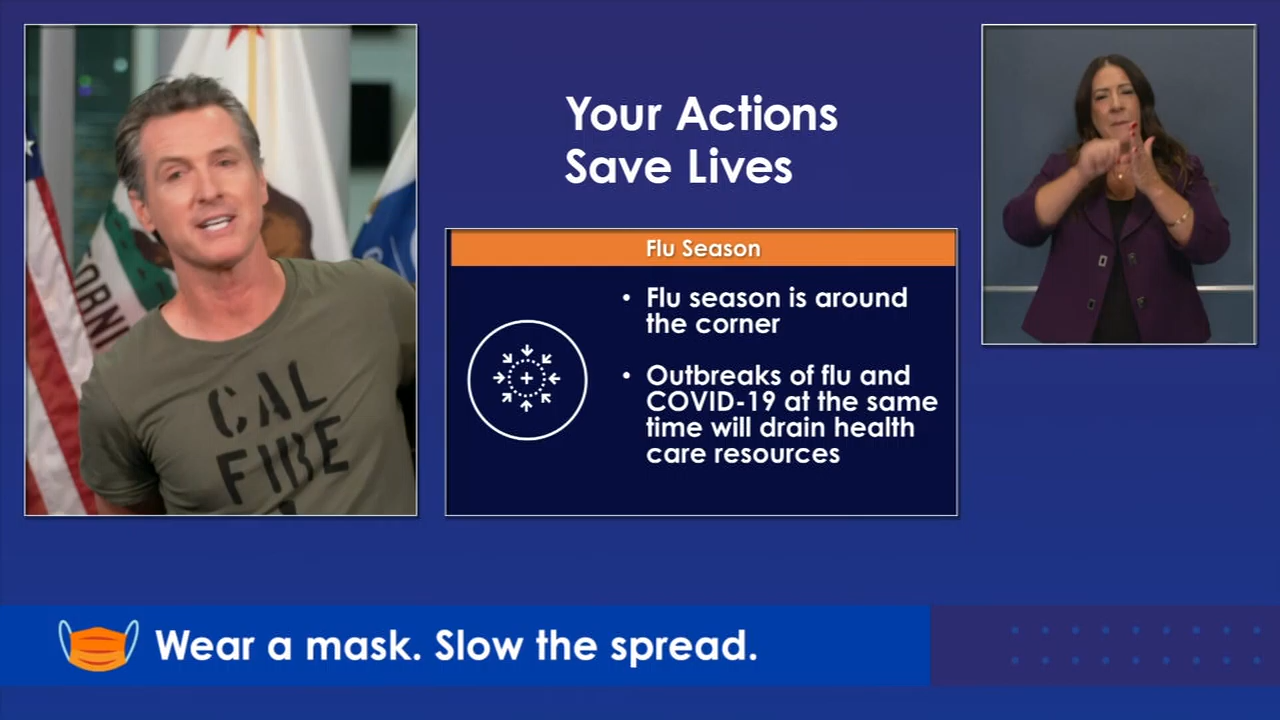 Your Actions
Save Lives
Flu Season
• Flu season is around
the corner
• Outbreaks of flu and
COVID-19 at the same
time will drain health
care resources
CAL
FIRE
Wear a mask. Slow the spread.